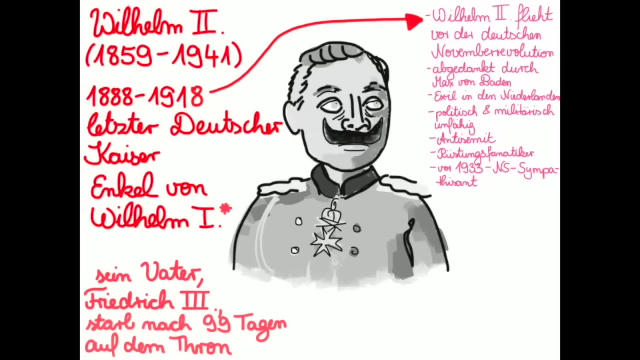 Wilhelm II.
(1859-1941)
1888-1918
letzter Deutscher
Kaiser
Enkel von
Wilhelm I.*
sein Vater,
Friedrich III.
starb nach 99 Tagen
auf dem Thron
- Wilhelm II. flieht
vor der deutschen
Novemberrevolution
- abgedankt durch
Max von Baden
- Exil in den Niederlanden
- politisch & militärisch
unfähig
- Antisemit
- Rüstungsfanatiker
- vor 1933 - NS-Sympa-
thisant